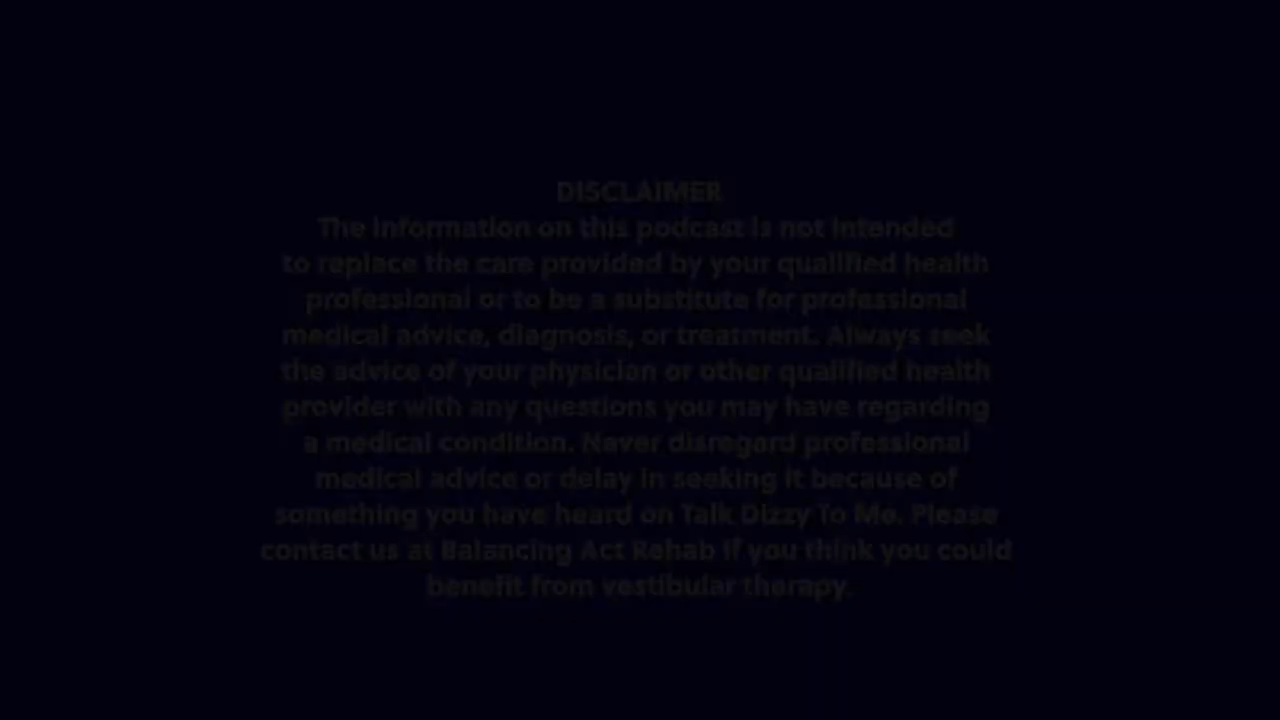 DISCLAIMER
The information on this podcast is not intended
to replace the care provided by your qualified health
professional or to be a substitute for professional
medical advice, diagnosis, or treatment. Always seek
the advice of your physician or other qualified health
provider with any questions you may have regarding
a medical condition. Never disregard professional
medical advice or delay in seeking it because of
something you have heard on Talk Dizzy To Me. Please
contact us at Balancing Act Rehab if you think you could
benefit from vestibular therapy.